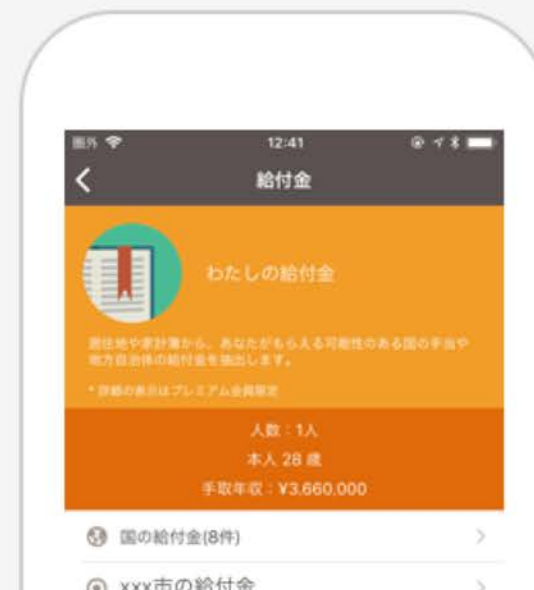 圏外 12:41
給付金
わたしの給付金
居住地や家計簿から、あなたがもらえる可能性のある国の手当や
地方自治体の給付金を抽出します。
* 詳細の表示はプレミアム会員限定
人数：1人
本人 28 歳
手取年収：¥3,660,000
国の給付金(8件)
xxx市の給付金